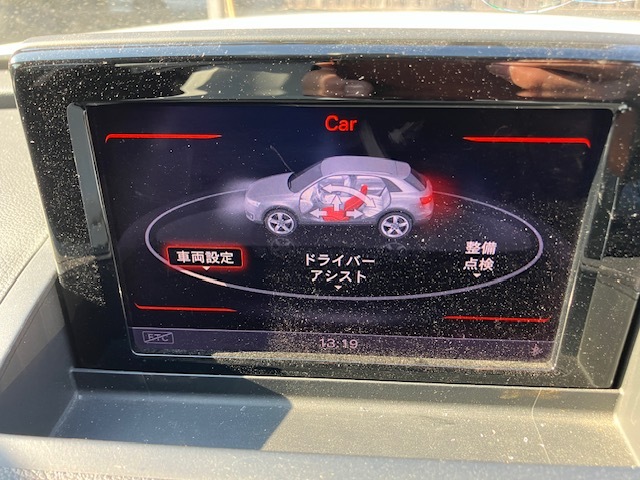 Car
車両設定
ドライバー
アシスト
整備
点検
ETC
13:19